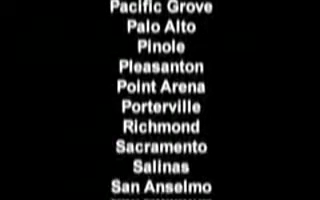 Pacific Grove
Palo Alto
Pinole
Pleasanton
Point Arena
Porterville
Richmond
Sacramento
Salinas
San Anselmo